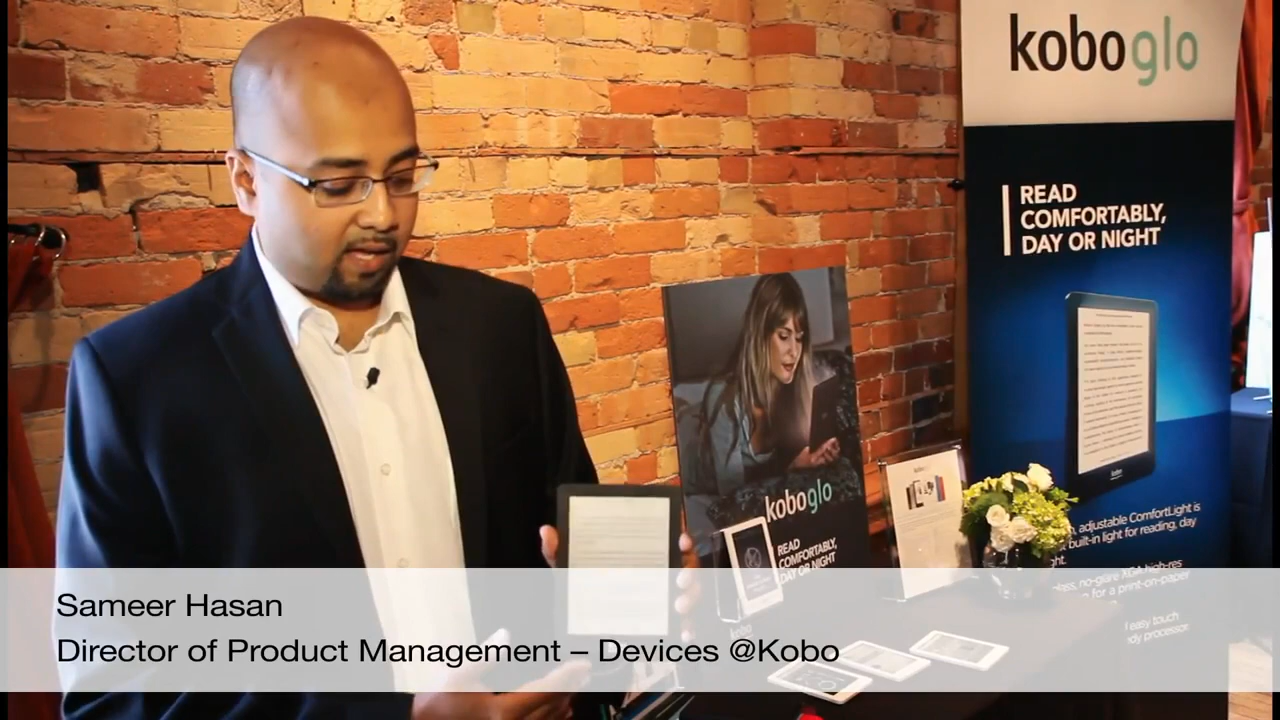 koboglo
READ
COMFORTABLY,
DAY OR NIGHT
kobo
adjustable ComfortLight is
built-in light for reading, day
no-glare XGA high-res
for a print-on-paper
easy touch
processor
koboglo
READ
COMFORTABLY,
DAY OR NIGHT
kobo
Sameer Hasan
Director of Product Management – Devices @Kobo